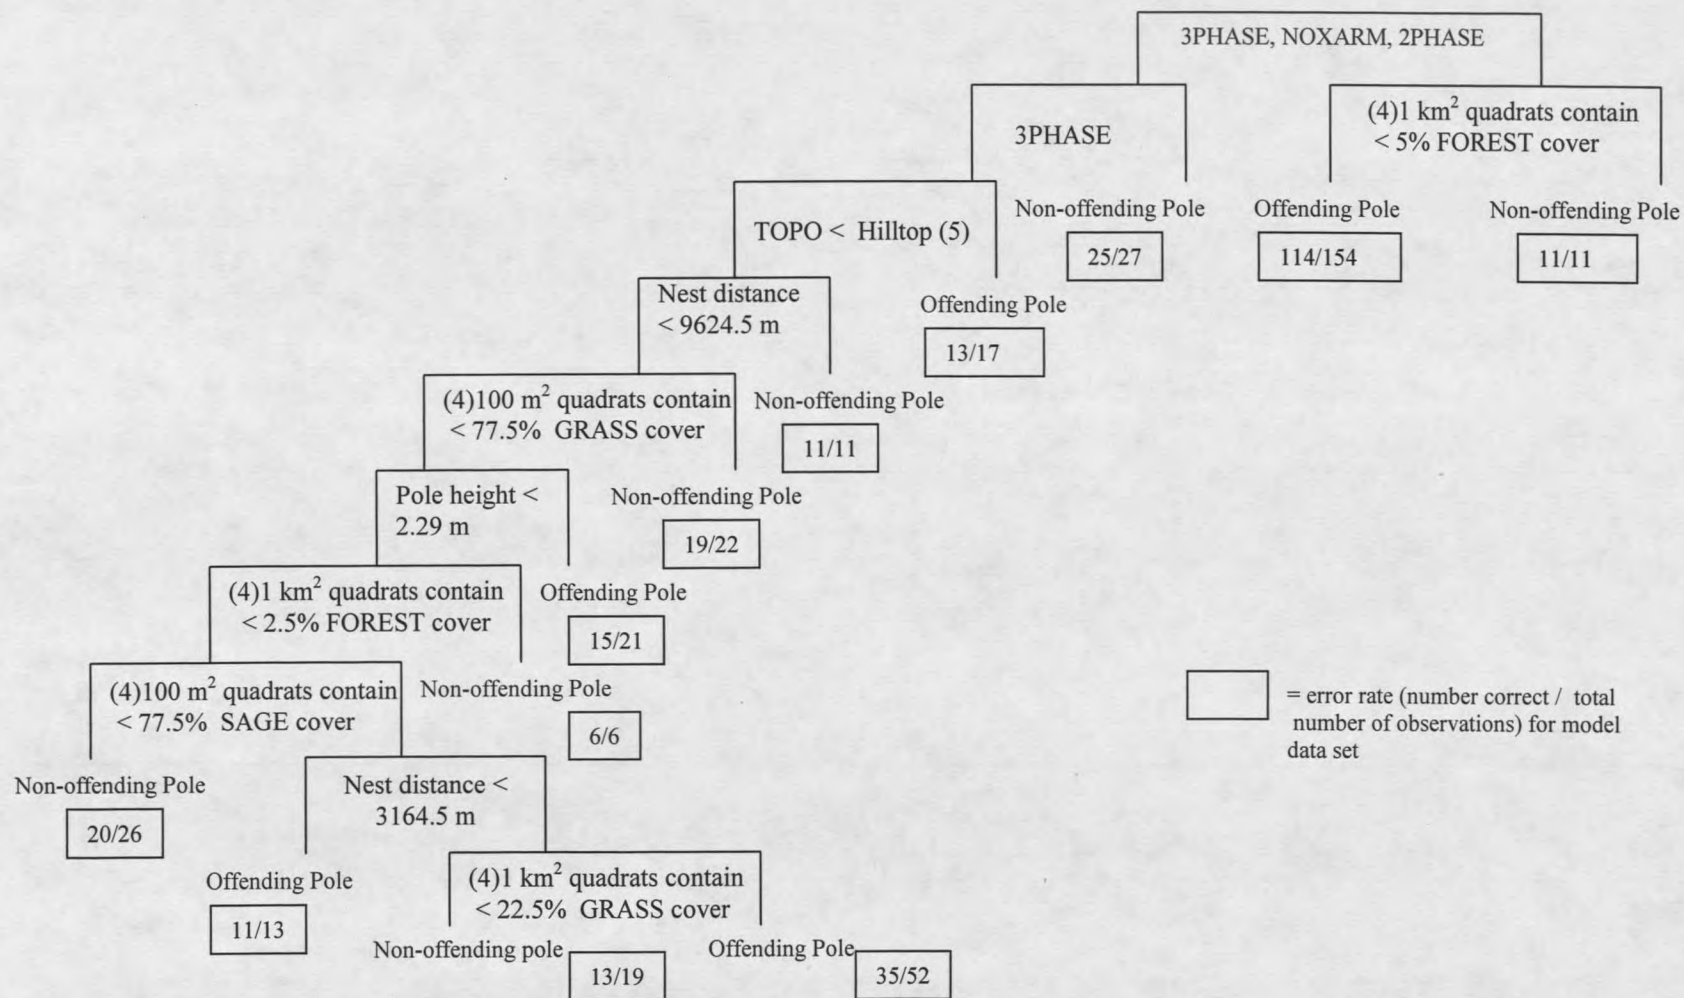 3PHASE, NOXARM, 2PHASE
3PHASE
(4)1 km² quadrats contain
< 5% FOREST cover
TOPO < Hilltop (5)
Non-offending Pole
25/27
Offending Pole
114/154
Non-offending Pole
11/11
Nest distance
< 9624.5 m
Offending Pole
13/17
(4)100 m² quadrats contain
< 77.5% GRASS cover
Non-offending Pole
11/11
Pole height <
2.29 m
Non-offending Pole
19/22
(4)1 km² quadrats contain
< 2.5% FOREST cover
Offending Pole
15/21
(4)100 m² quadrats contain
< 77.5% SAGE cover
Non-offending Pole
6/6
= error rate (number correct / total
number of observations) for model
data set
Non-offending Pole
20/26
Nest distance <
3164.5 m
Offending Pole
11/13
(4)1 km² quadrats contain
< 22.5% GRASS cover
Non-offending pole
13/19
Offending Pole
35/52